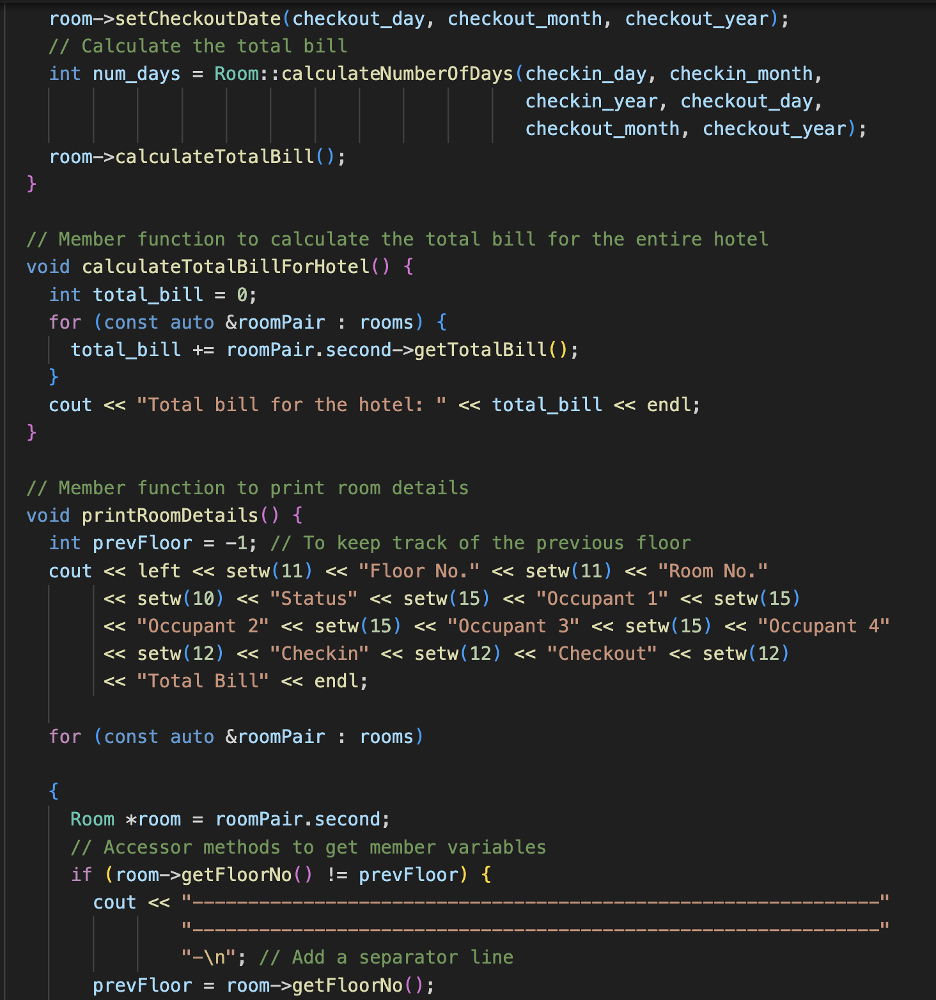 room->setCheckoutDate(checkout_day, checkout_month, checkout_year);
// Calculate the total bill
int num_days = Room::calculateNumberOfDays(checkin_day, checkin_month,
checkin_year, checkout_day,
checkout_month, checkout_year);
room->calculateTotalBill();
}
// Member function to calculate the total bill for the entire hotel
void calculateTotalBillForHotel() {
int total_bill = 0;
for (const auto &roomPair : rooms) {
total_bill += roomPair.second->getTotalBill();
}
cout << "Total bill for the hotel: " << total_bill << endl;
}
// Member function to print room details
void printRoomDetails() {
int prevFloor = -1; // To keep track of the previous floor
cout << left << setw(11) << "Floor No." << setw(11) << "Room No."
<< setw(10) << "Status" << setw(15) << "Occupant 1" << setw(15)
<< "Occupant 2" << setw(15) << "Occupant 3" << setw(15) << "Occupant 4"
<< setw(12) << "Checkin" << setw(12) << "Checkout" << setw(12)
<< "Total Bill" << endl;
for (const auto &roomPair : rooms)
{
Room *room = roomPair.second;
// Accessor methods to get member variables
if (room->getFloorNo() != prevFloor) {
cout << "--------------------------------------------------------------"
"--------------------------------------------------------------"
"-\n"; // Add a separator line
prevFloor = room->getFloorNo();